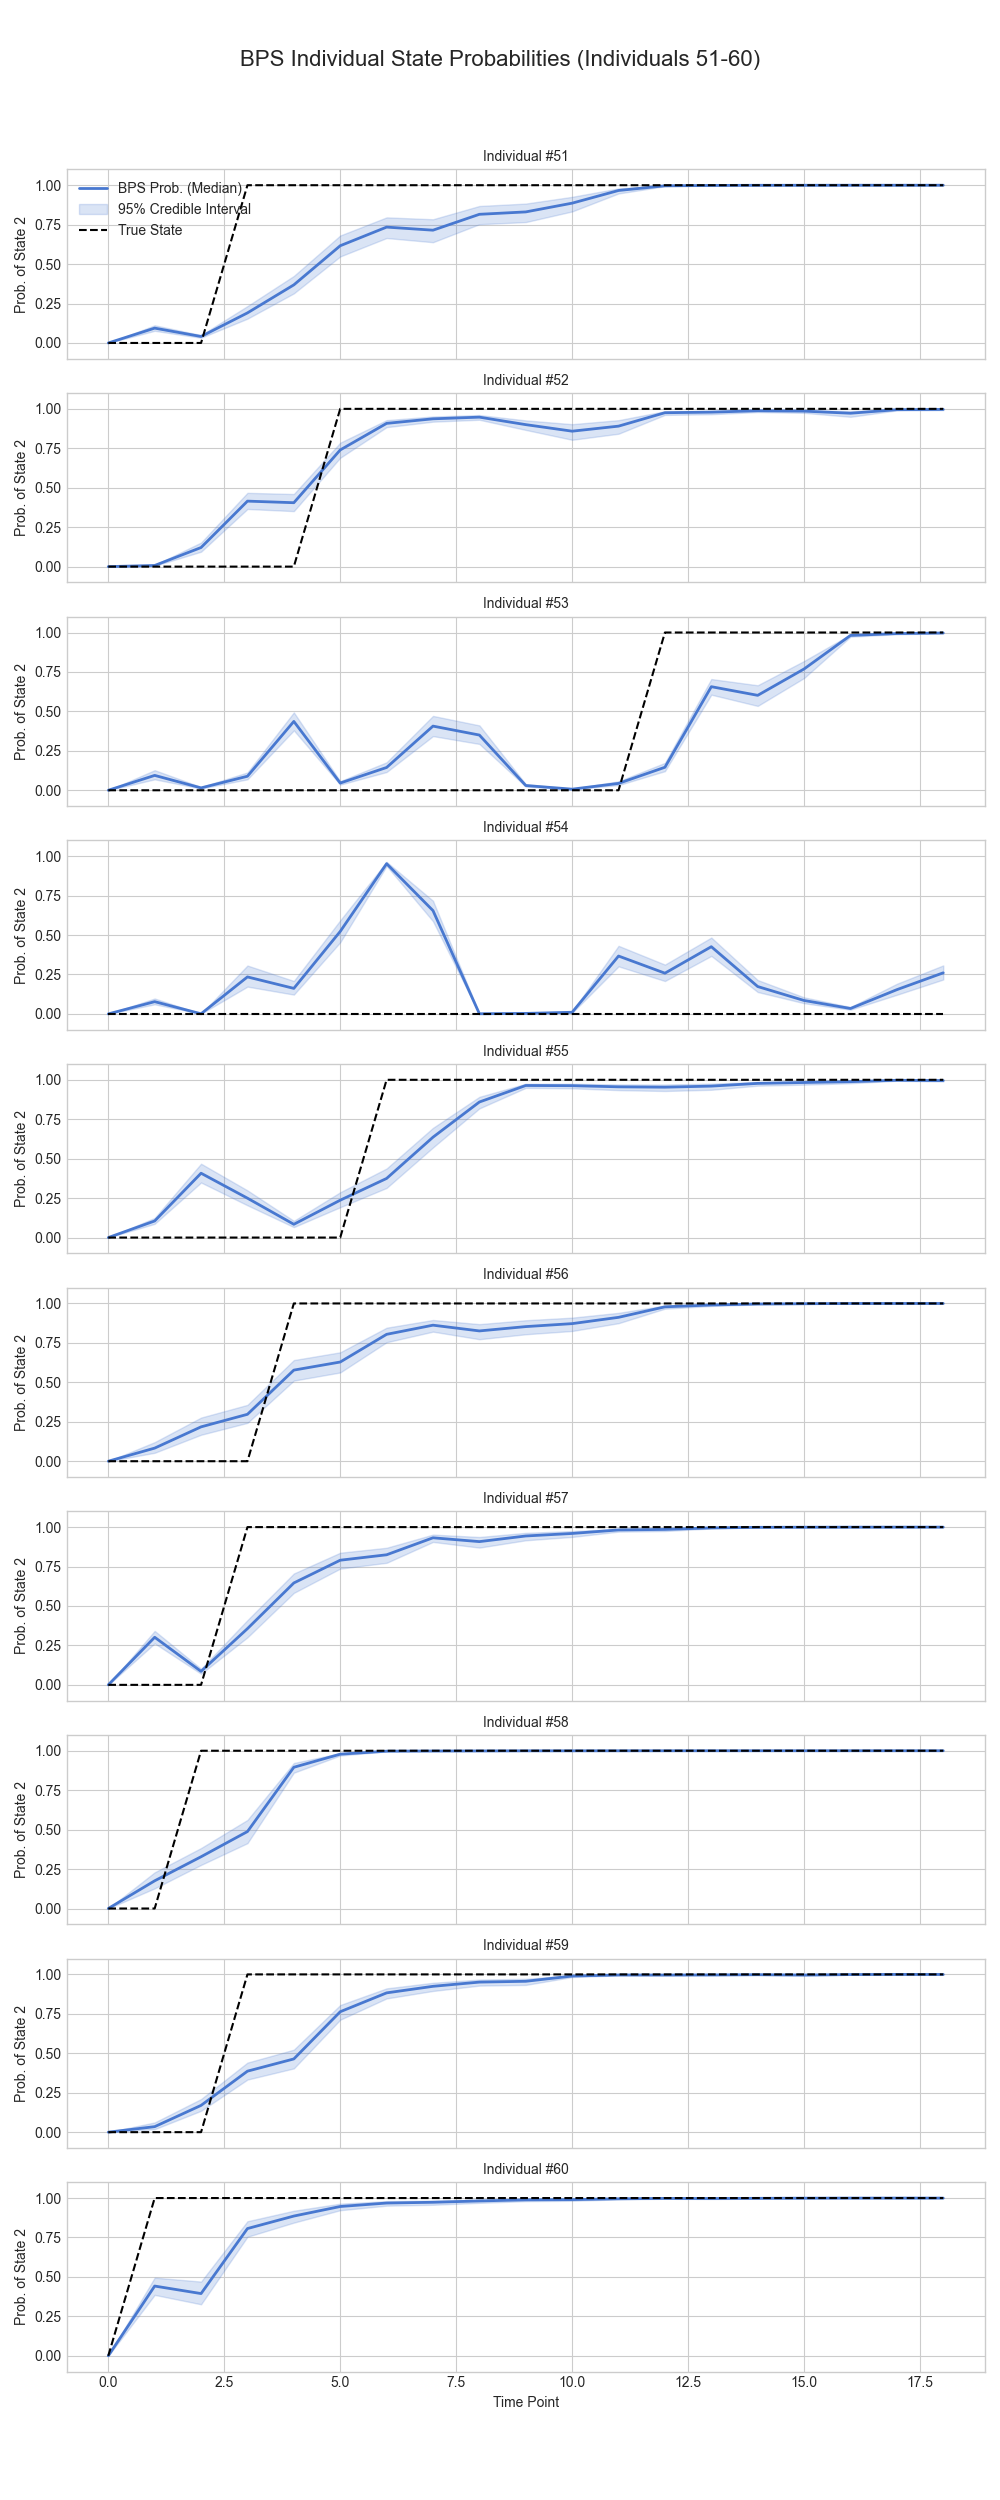 BPS Individual State Probabilities (Individuals 51-60)
Individual #51
Prob. of State 2
1.00
0.75
0.50
0.25
0.00
BPS Prob. (Median)
95% Credible Interval
True State
Individual #52
Prob. of State 2
1.00
0.75
0.50
0.25
0.00
Individual #53
Prob. of State 2
1.00
0.75
0.50
0.25
0.00
Individual #54
Prob. of State 2
1.00
0.75
0.50
0.25
0.00
Individual #55
Prob. of State 2
1.00
0.75
0.50
0.25
0.00
Individual #56
Prob. of State 2
1.00
0.75
0.50
0.25
0.00
Individual #57
Prob. of State 2
1.00
0.75
0.50
0.25
0.00
Individual #58
Prob. of State 2
1.00
0.75
0.50
0.25
0.00
Individual #59
Prob. of State 2
1.00
0.75
0.50
0.25
0.00
Individual #60
Prob. of State 2
1.00
0.75
0.50
0.25
0.00
0.0 2.5 5.0 7.5 10.0 12.5 15.0 17.5
Time Point